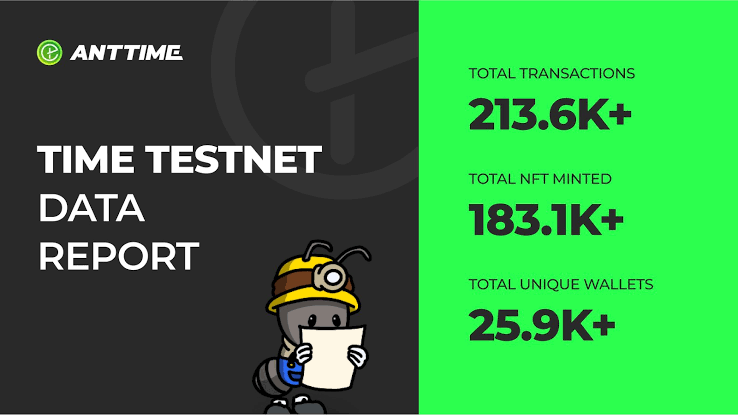 ANTTIME
TIME TESTNET
DATA
REPORT
TOTAL TRANSACTIONS
213.6K+
TOTAL NFT MINTED
183.1K+
TOTAL UNIQUE WALLETS
25.9K+